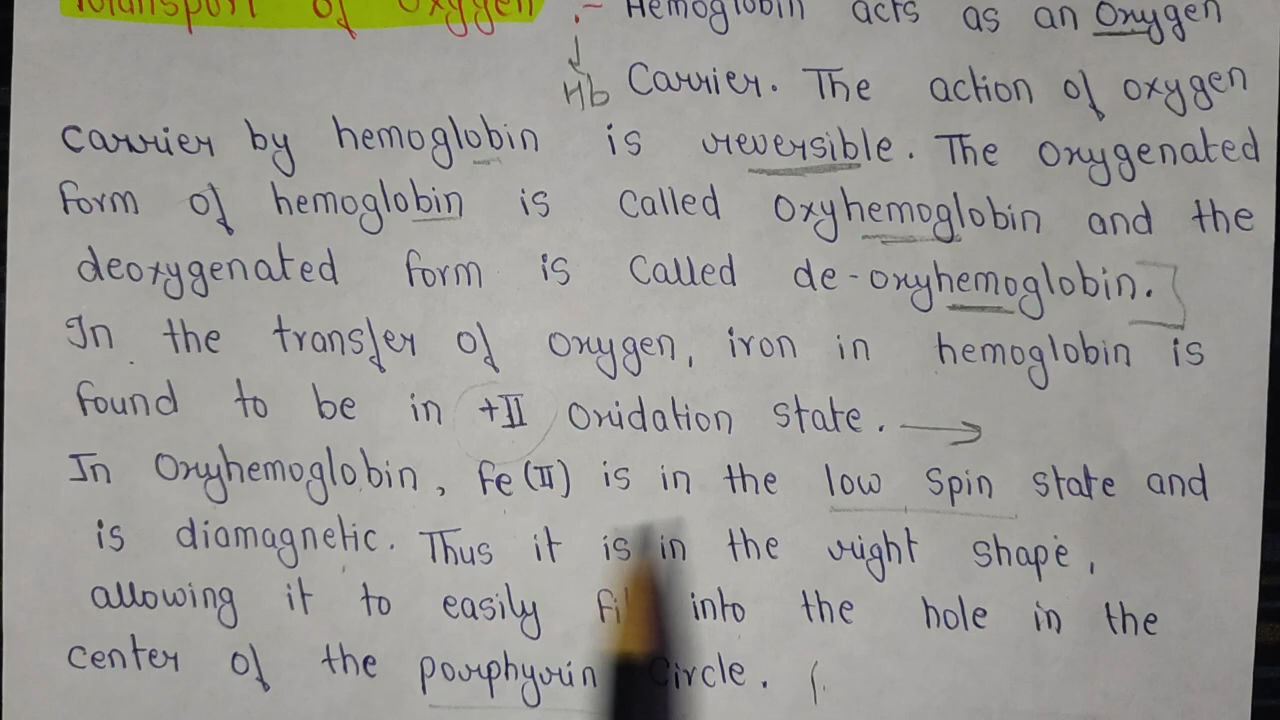 Transport of Oxygen :- Hemoglobin acts as an Oxygen
Hb Carrier. The action of oxygen
carrier by hemoglobin is reversible. The oxygenated
form of hemoglobin is called oxyhemoglobin and the
deoxygenated form is called de-oxyhemoglobin.
In the transfer of oxygen, iron in hemoglobin is
found to be in +II oxidation state. →
In Oxyhemoglobin, Fe(II) is in the low spin state and
is diamagnetic. Thus it is in the right shape,
allowing it to easily into the hole in the
center of the porphyrin circle.